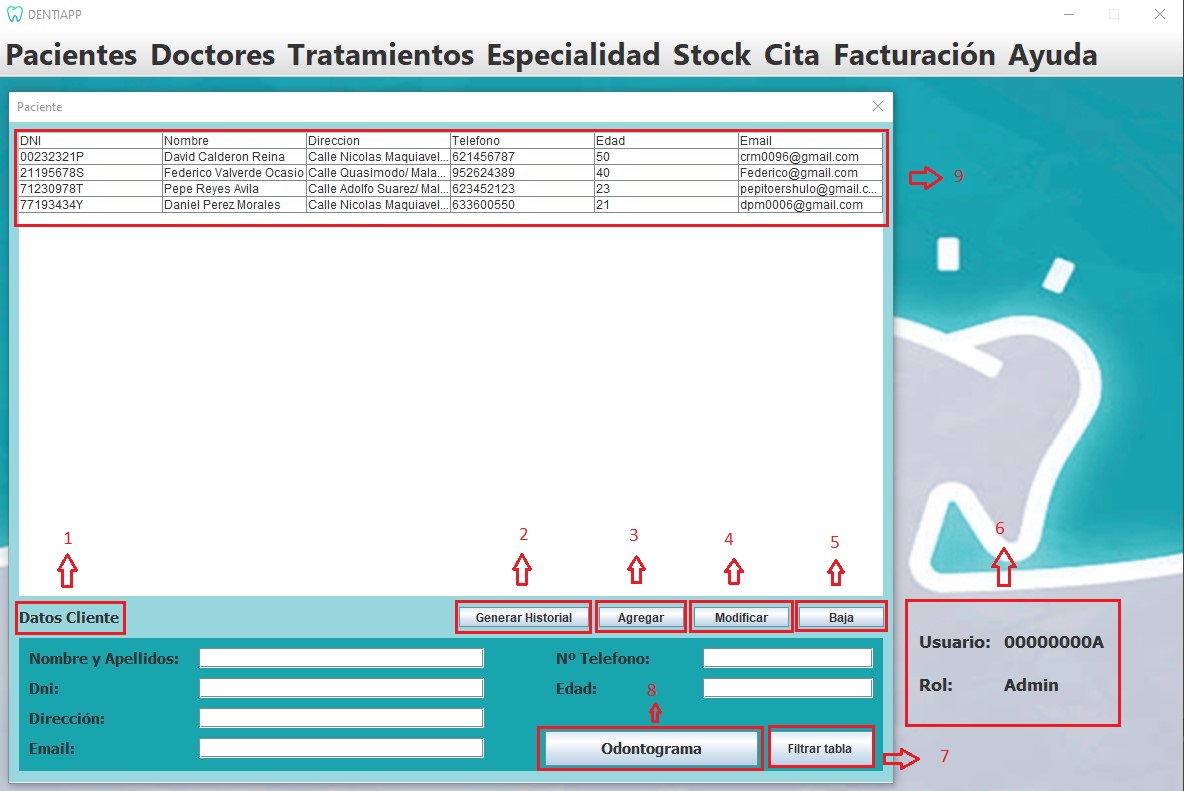 DENTIAPP
Pacientes Doctores Tratamientos Especialidad Stock Cita Facturación Ayuda
Paciente
DNI Nombre Direccion Telefono Edad Email
00232321P David Calderon Reina Calle Nicolas Maquiavel... 621456787 50 crm0096@gmail.com
21195678S Federico Valverde Ocasio Calle Quasimodo/ Mala... 952624389 40 Federico@gmail.com
71230978T Pepe Reyes Avila Calle Adolfo Suarez/ Mal... 623452123 23 pepitoershulo@gmail.c...
77193434Y Daniel Perez Morales Calle Nicolas Maquiavel... 633600550 21 dpm0006@gmail.com
9
1 2 3 4 5 6
Datos Cliente Generar Historial Agregar Modificar Baja
Usuario: 00000000A
Rol: Admin
Nombre y Apellidos: Nº Telefono:
Dni: Edad: 8
Dirección:
Email: Odontograma Filtrar tabla 7